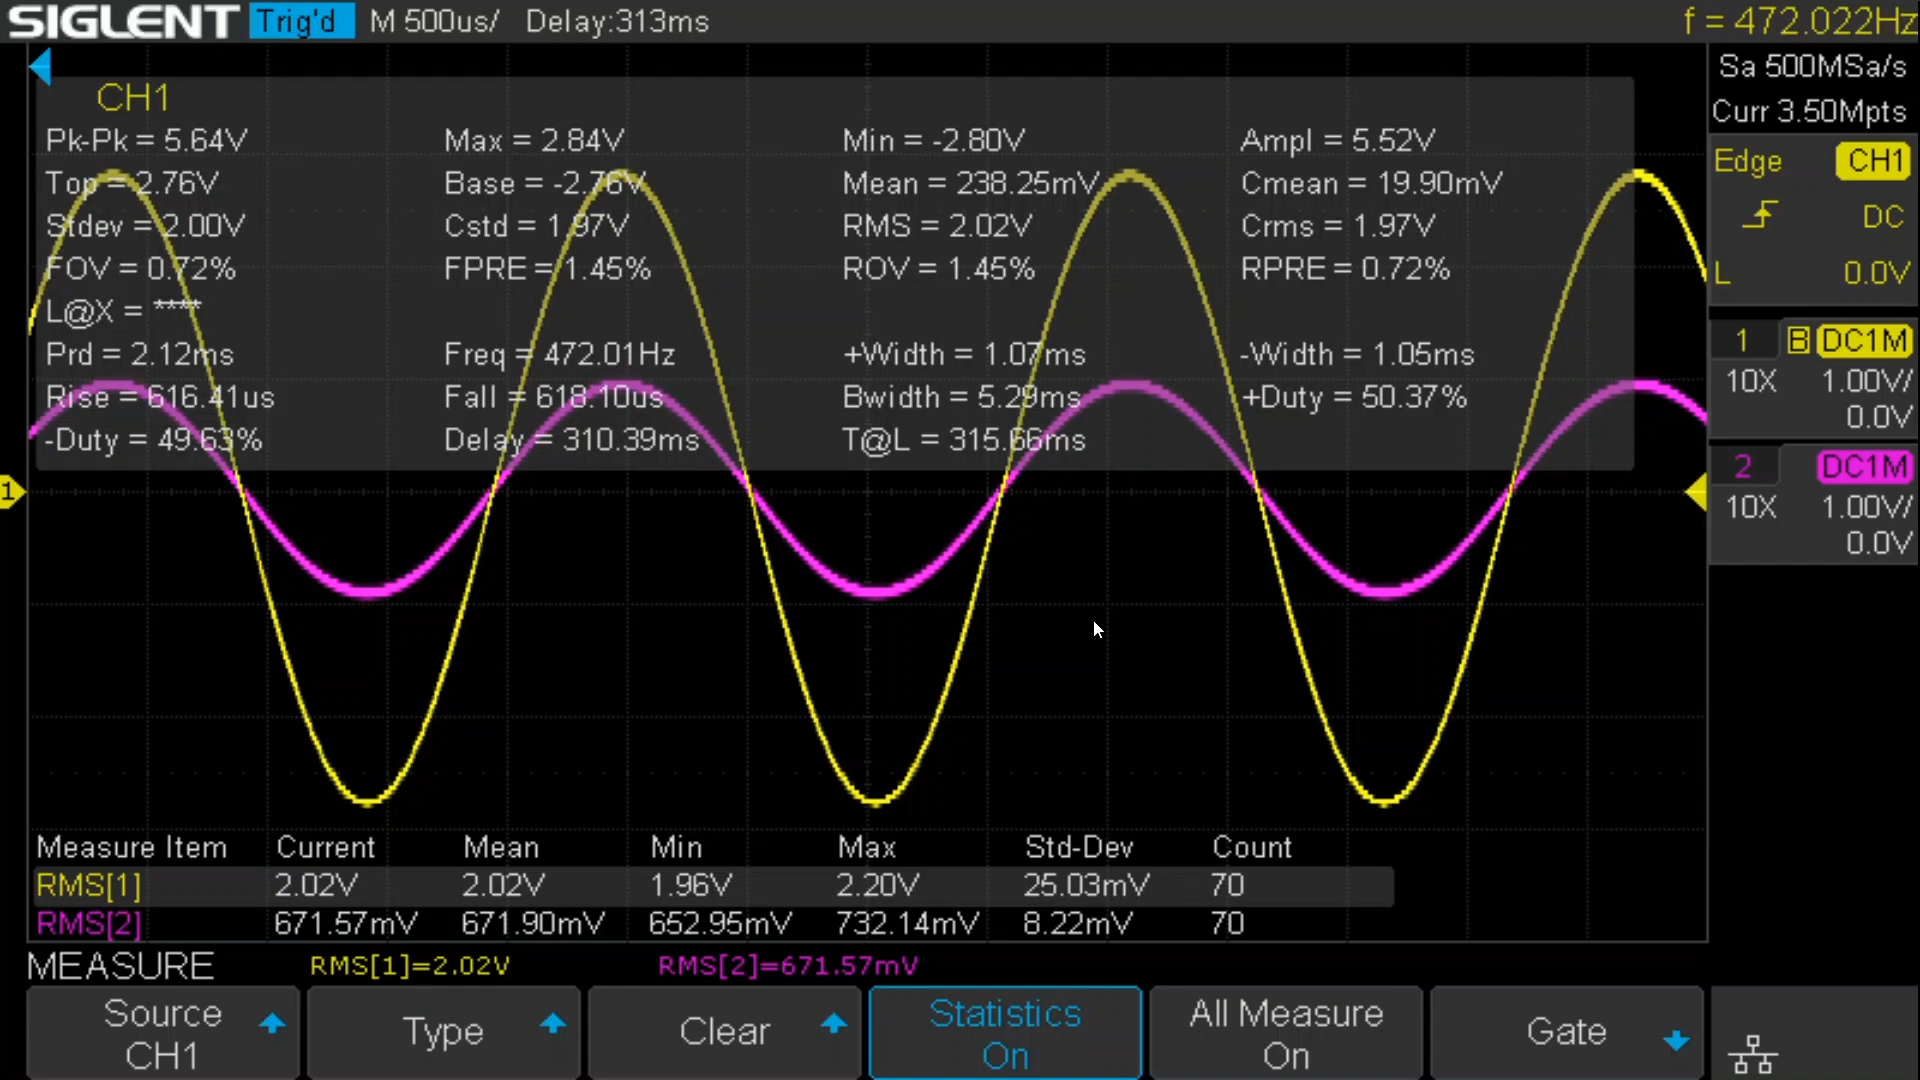 SIGLENT Trig'd M 500us/ Delay:313ms f = 472.022Hz
Sa 500MSa/s
Curr 3.50Mpts
CH1
Pk-Pk = 5.64V Max = 2.84V Min = -2.80V Ampl = 5.52V
Top = 2.76V Base = -2.76V Mean = 238.25mV Cmean = 19.90mV
Stdev = 2.00V Cstd = 1.97V RMS = 2.02V Crms = 1.97V
FOV = 0.72% FPRE = 1.45% ROV = 1.45% RPRE = 0.72%
L@X = ****
Prd = 2.12ms Freq = 472.01Hz +Width = 1.07ms -Width = 1.05ms
Rise = 616.41us Fall = 618.10us Bwidth = 5.29ms +Duty = 50.37%
-Duty = 49.63% Delay = 310.39ms T@L = 315.66ms
Edge CH1
DC
L 0.0V
1 B DC1M
10X 1.00V/
0.0V
2 DC1M
10X 1.00V/
0.0V
1
Measure Item Current Mean Min Max Std-Dev Count
RMS[1] 2.02V 2.02V 1.96V 2.20V 25.03mV 70
RMS[2] 671.57mV 671.90mV 652.95mV 732.14mV 8.22mV 70
MEASURE RMS[1]=2.02V RMS[2]=671.57mV
Source CH1
Type
Clear
Statistics On
All Measure On
Gate